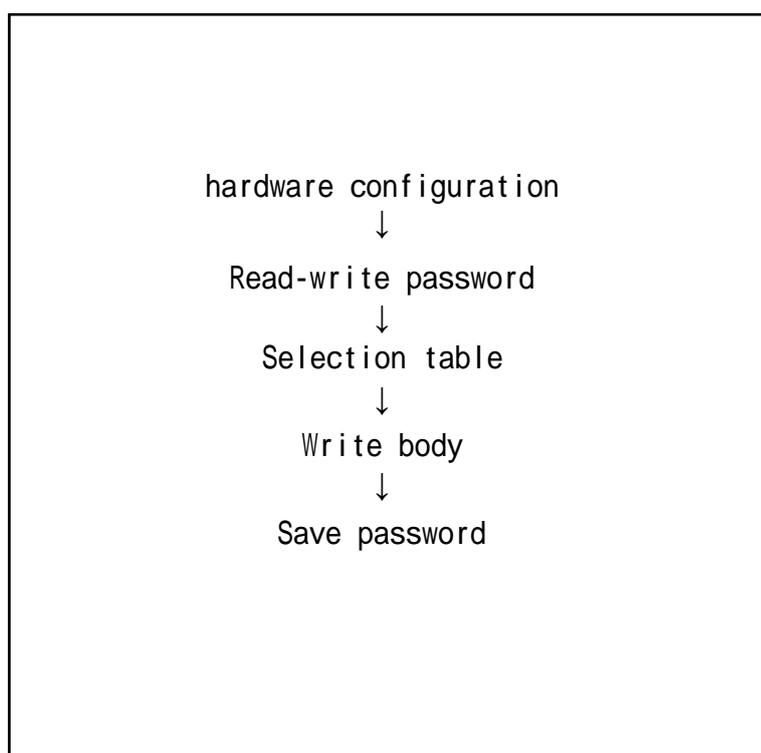 hardware configuration
↓
Read-write password
↓
Selection table
↓
Write body
↓
Save password